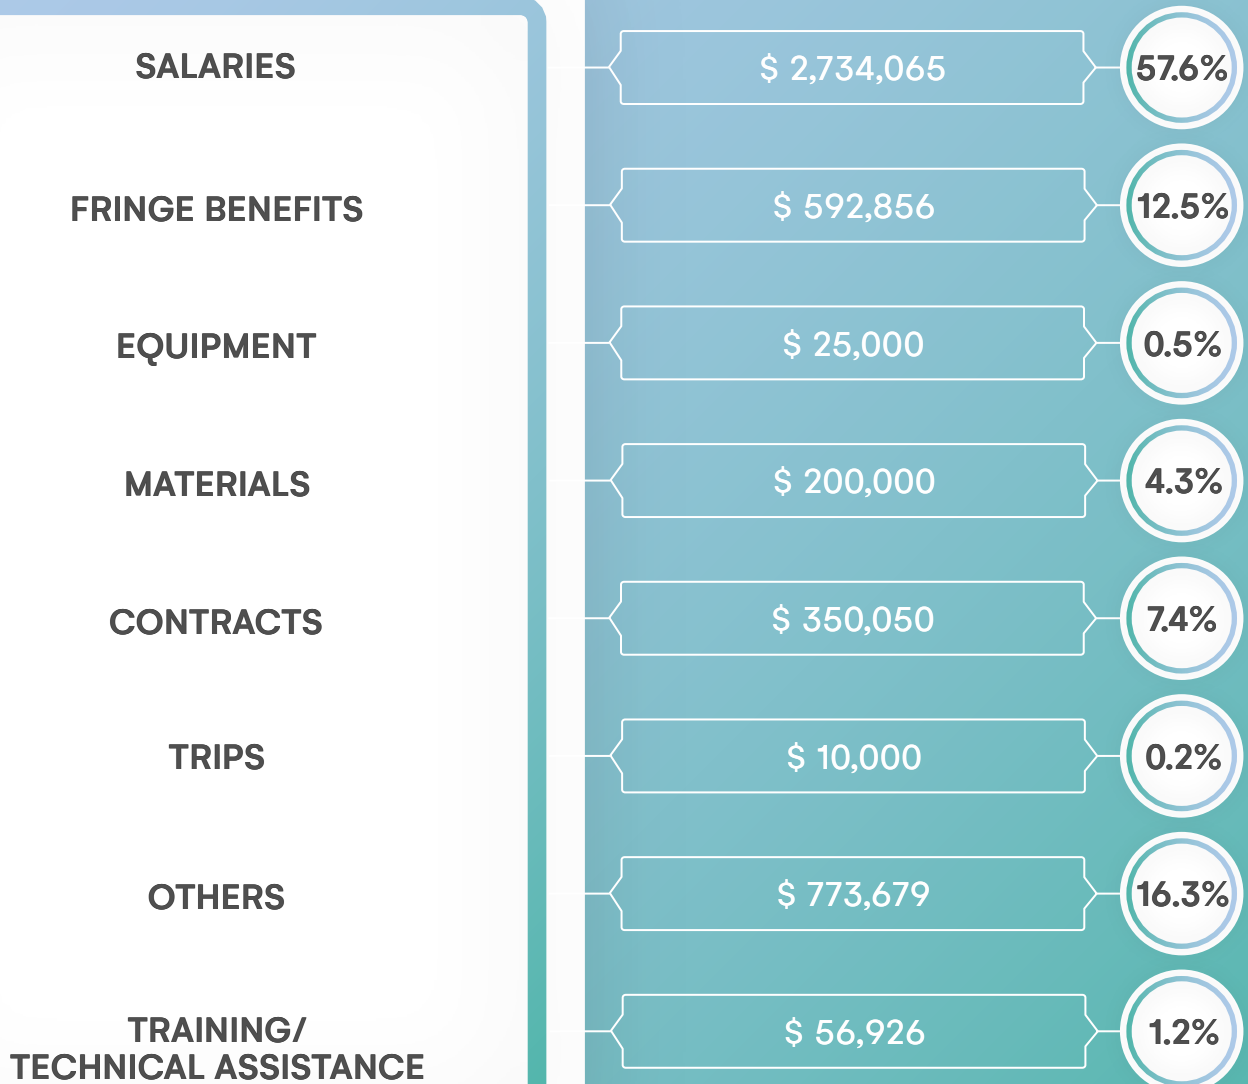 SALARIES
$ 2,734,065
57.6%
FRINGE BENEFITS
$ 592,856
12.5%
EQUIPMENT
$ 25,000
0.5%
MATERIALS
$ 200,000
4.3%
CONTRACTS
$ 350,050
7.4%
TRIPS
$ 10,000
0.2%
OTHERS
$ 773,679
16.3%
TRAINING/
TECHNICAL ASSISTANCE
$ 56,926
1.2%